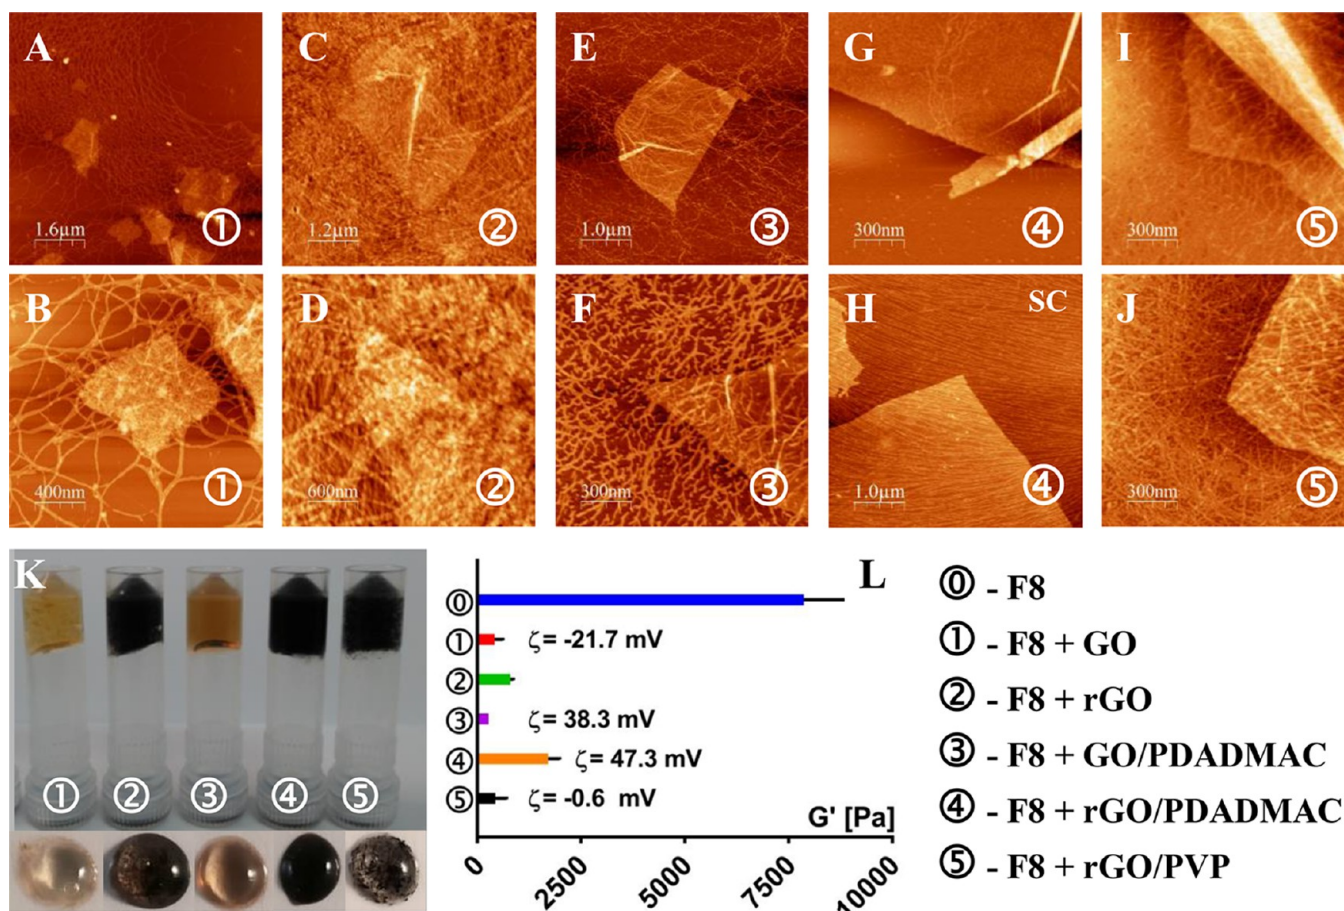 A
C
E
G
I
1.6µm
①
1.2µm
②
1.0µm
③
300nm
④
300nm
⑤
B
D
F
H
SC
J
400nm
①
600nm
②
300nm
③
1.0µm
④
300nm
⑤
K
① ② ③ ④ ⑤
L
⓪
①
ζ = -21.7 mV
②
③
ζ = 38.3 mV
④
ζ = 47.3 mV
⑤
ζ = -0.6 mV
G' [Pa]
0
2500
5000
7500
10000
⓪ - F8
① - F8 + GO
② - F8 + rGO
③ - F8 + GO/PDADMAC
④ - F8 + rGO/PDADMAC
⑤ - F8 + rGO/PVP